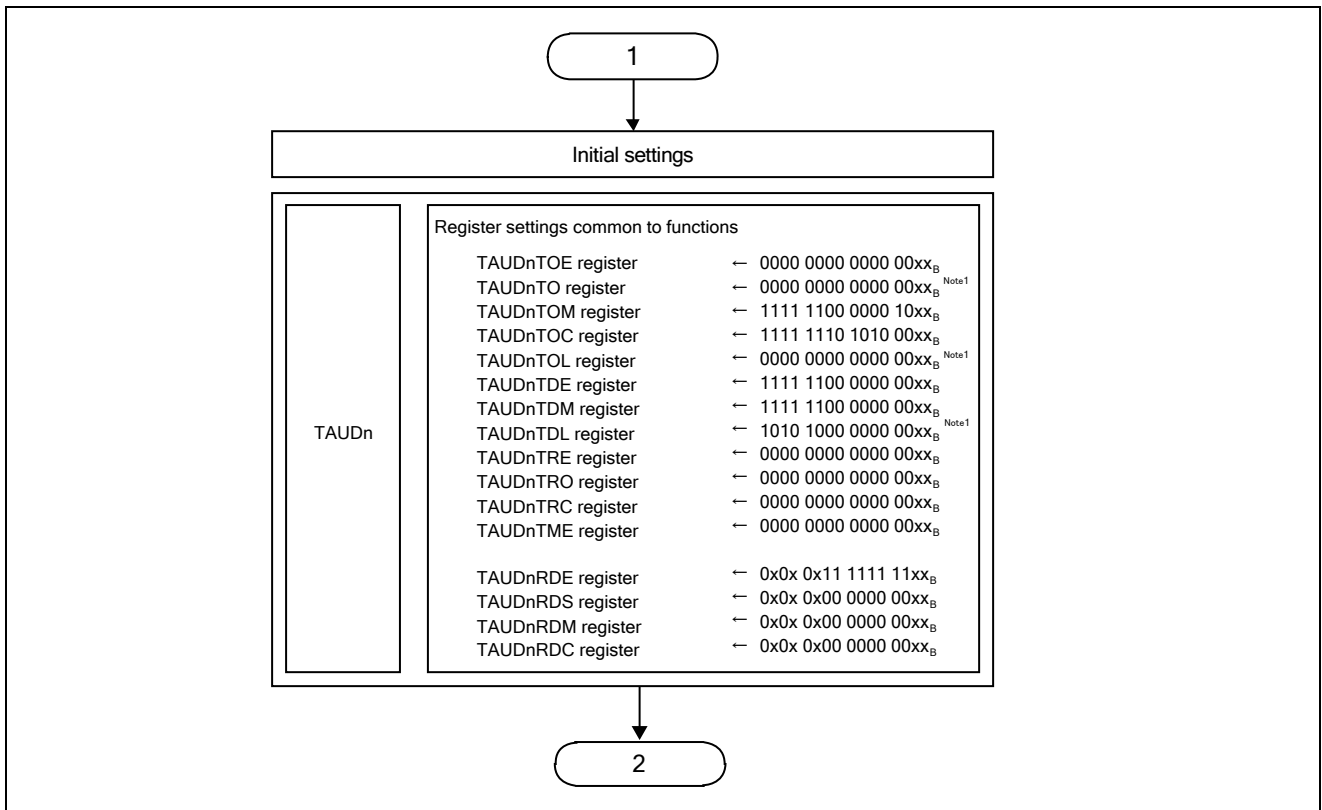 1
Initial settings
TAUDn
Register settings common to functions
TAUDnTOE register ← 0000 0000 0000 00xxB
TAUDnTO register ← 0000 0000 0000 00xxB Note1
TAUDnTOM register ← 1111 1100 0000 10xxB
TAUDnTOC register ← 1111 1110 1010 00xxB
TAUDnTOL register ← 0000 0000 0000 00xxB Note1
TAUDnTDE register ← 1111 1100 0000 00xxB
TAUDnTDM register ← 1111 1100 0000 00xxB
TAUDnTDL register ← 1010 1000 0000 00xxB Note1
TAUDnTRE register ← 0000 0000 0000 00xxB
TAUDnTRO register ← 0000 0000 0000 00xxB
TAUDnTRC register ← 0000 0000 0000 00xxB
TAUDnTME register ← 0000 0000 0000 00xxB
TAUDnRDE register ← 0x0x 0x11 1111 11xxB
TAUDnRDS register ← 0x0x 0x00 0000 00xxB
TAUDnRDM register ← 0x0x 0x00 0000 00xxB
TAUDnRDC register ← 0x0x 0x00 0000 00xxB
2